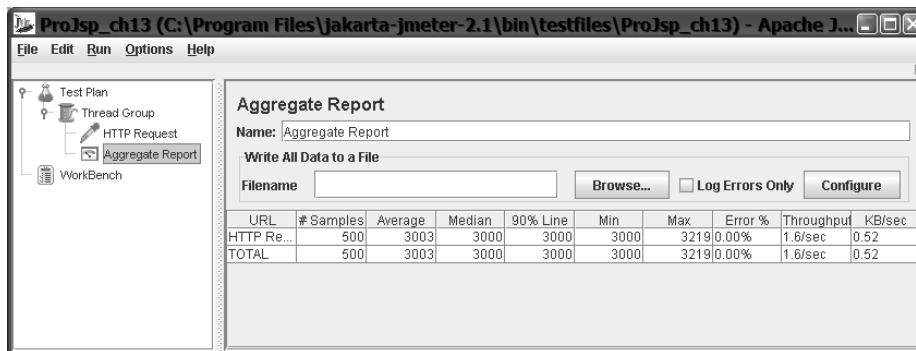 ProJsp_ch13 (C:\Program Files\jakarta-jmeter-2.1\bin\testfiles\ProJsp_ch13) - Apache J...
File Edit Run Options Help
Test Plan
Thread Group
HTTP Request
Aggregate Report
WorkBench
Aggregate Report
Name: Aggregate Report
Write All Data to a File
Filename Browse... Log Errors Only Configure
URL # Samples Average Median 90% Line Min Max Error % Throughput KB/sec
HTTP Re... 500 3003 3000 3000 3000 3219 0.00% 1.6/sec 0.52
TOTAL 500 3003 3000 3000 3000 3219 0.00% 1.6/sec 0.52